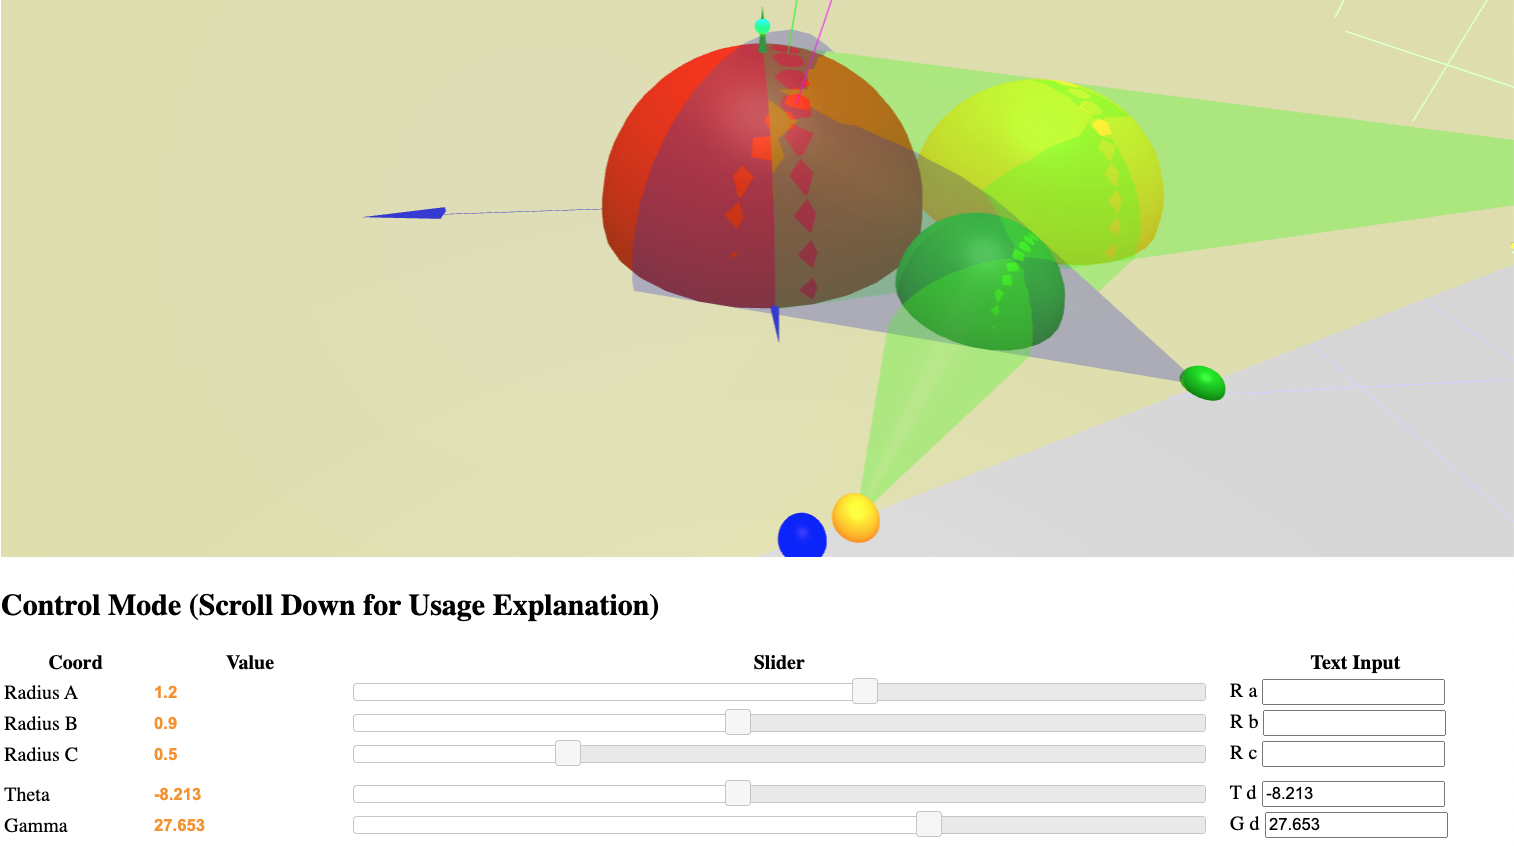 Control Mode (Scroll Down for Usage Explanation)
Coord Value Slider Text Input
Radius A 1.2 R a
Radius B 0.9 R b
Radius C 0.5 R c
Theta -8.213 T d -8.213
Gamma 27.653 G d 27.653